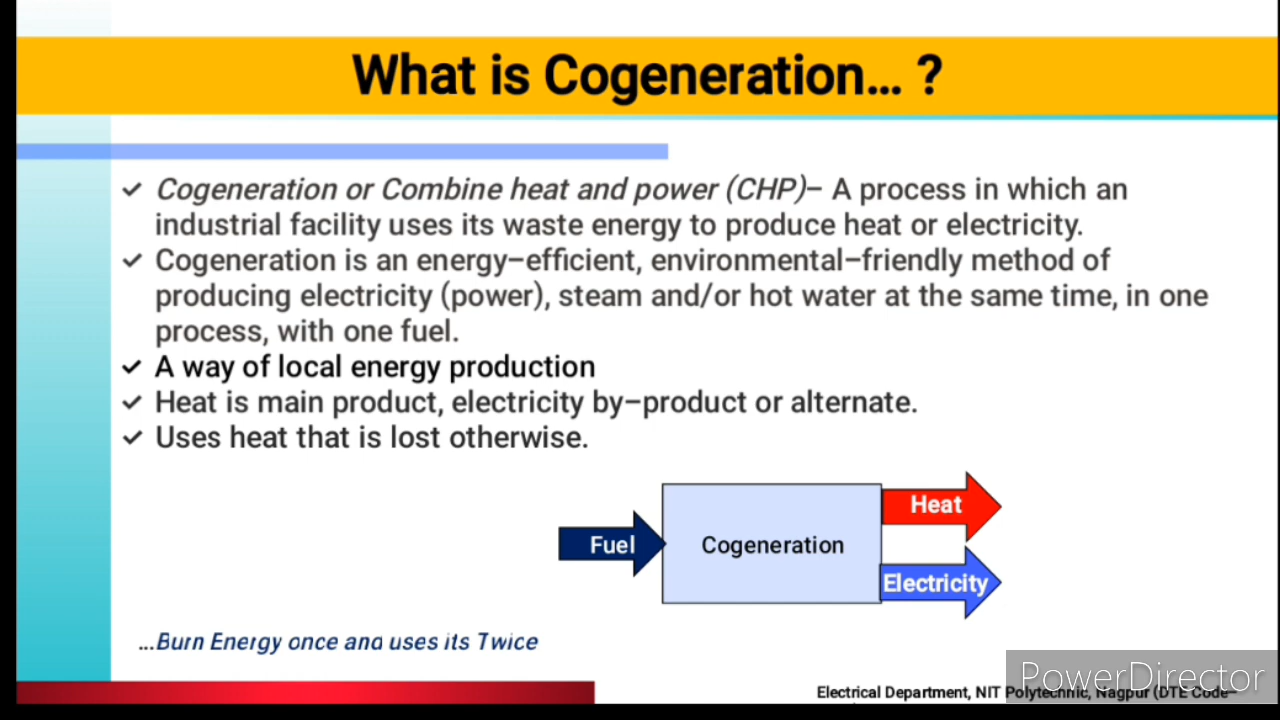 What is Cogeneration... ?
Cogeneration or Combine heat and power (CHP)– A process in which an
industrial facility uses its waste energy to produce heat or electricity.
Cogeneration is an energy–efficient, environmental–friendly method of
producing electricity (power), steam and/or hot water at the same time, in one
process, with one fuel.
A way of local energy production
Heat is main product, electricity by–product or alternate.
Uses heat that is lost otherwise.
Heat
Fuel
Cogeneration
Electricity
...Burn Energy once and uses its Twice
PowerDirector
Electrical Department, NIT Polytechnic, Nagpur (DTE Code–